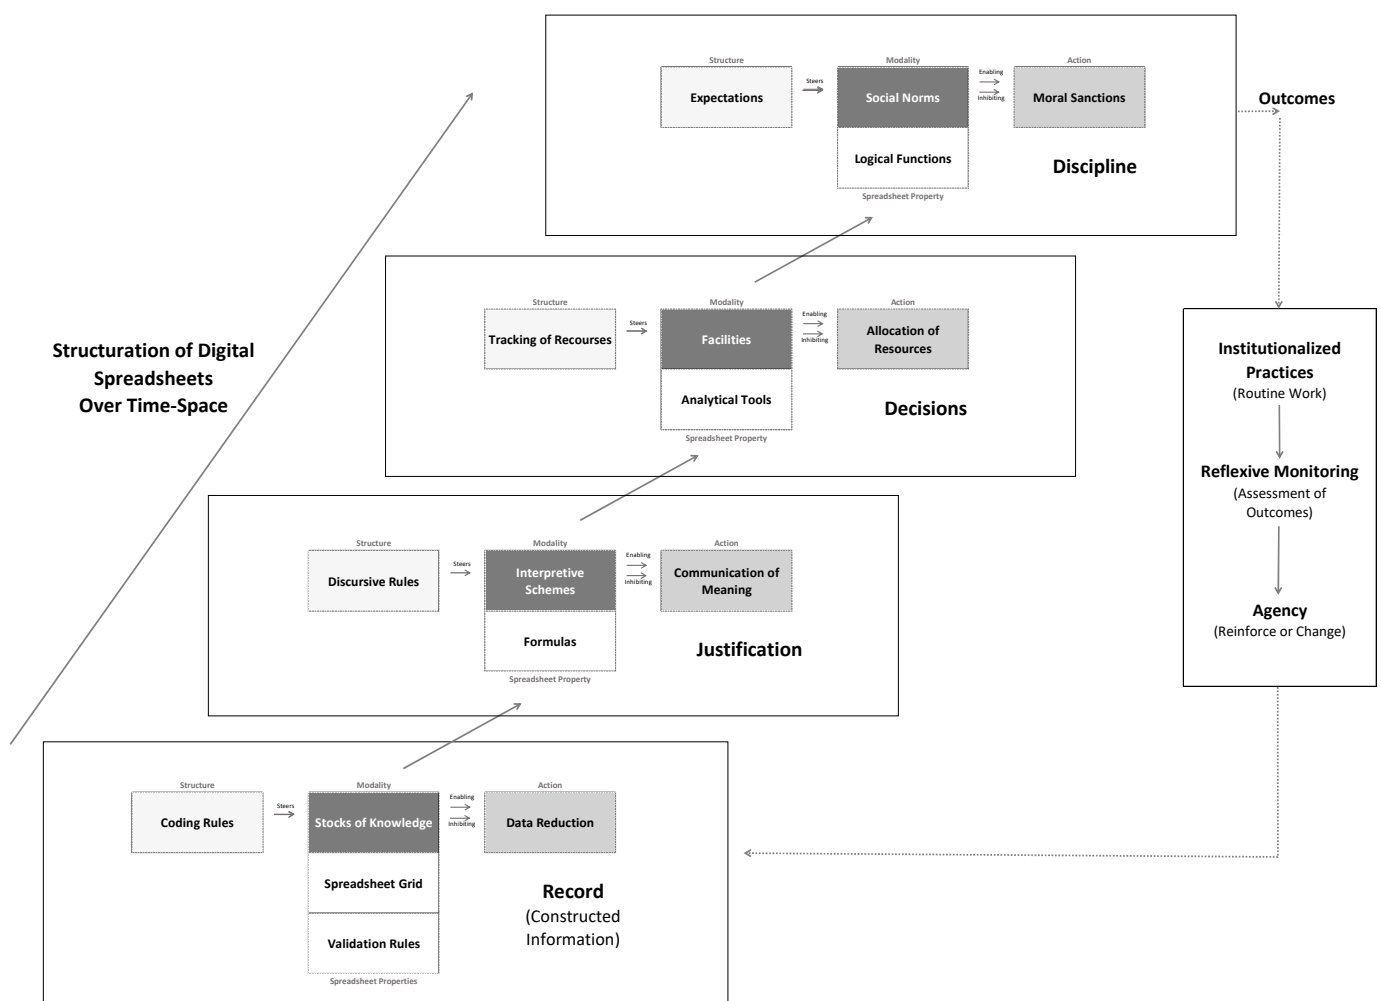 Structure
Modality
Action
Expectations
Steers
Social Norms
Enabling
Inhibiting
Moral Sanctions
Logical Functions
Discipline
Spreadsheet Property
Outcomes
Structure
Modality
Action
Tracking of Recourses
Steers
Facilities
Enabling
Inhibiting
Allocation of
Resources
Analytical Tools
Decisions
Spreadsheet Property
Structuration of Digital
Spreadsheets
Over Time-Space
Institutionalized
Practices
(Routine Work)
Reflexive Monitoring
(Assessment of
Outcomes)
Agency
(Reinforce or Change)
Structure
Modality
Action
Discursive Rules
Steers
Interpretive
Schemes
Enabling
Inhibiting
Communication of
Meaning
Formulas
Justification
Spreadsheet Property
Structure
Modality
Action
Coding Rules
Steers
Stocks of Knowledge
Enabling
Inhibiting
Data Reduction
Spreadsheet Grid
Record
(Constructed
Information)
Validation Rules
Spreadsheet Properties